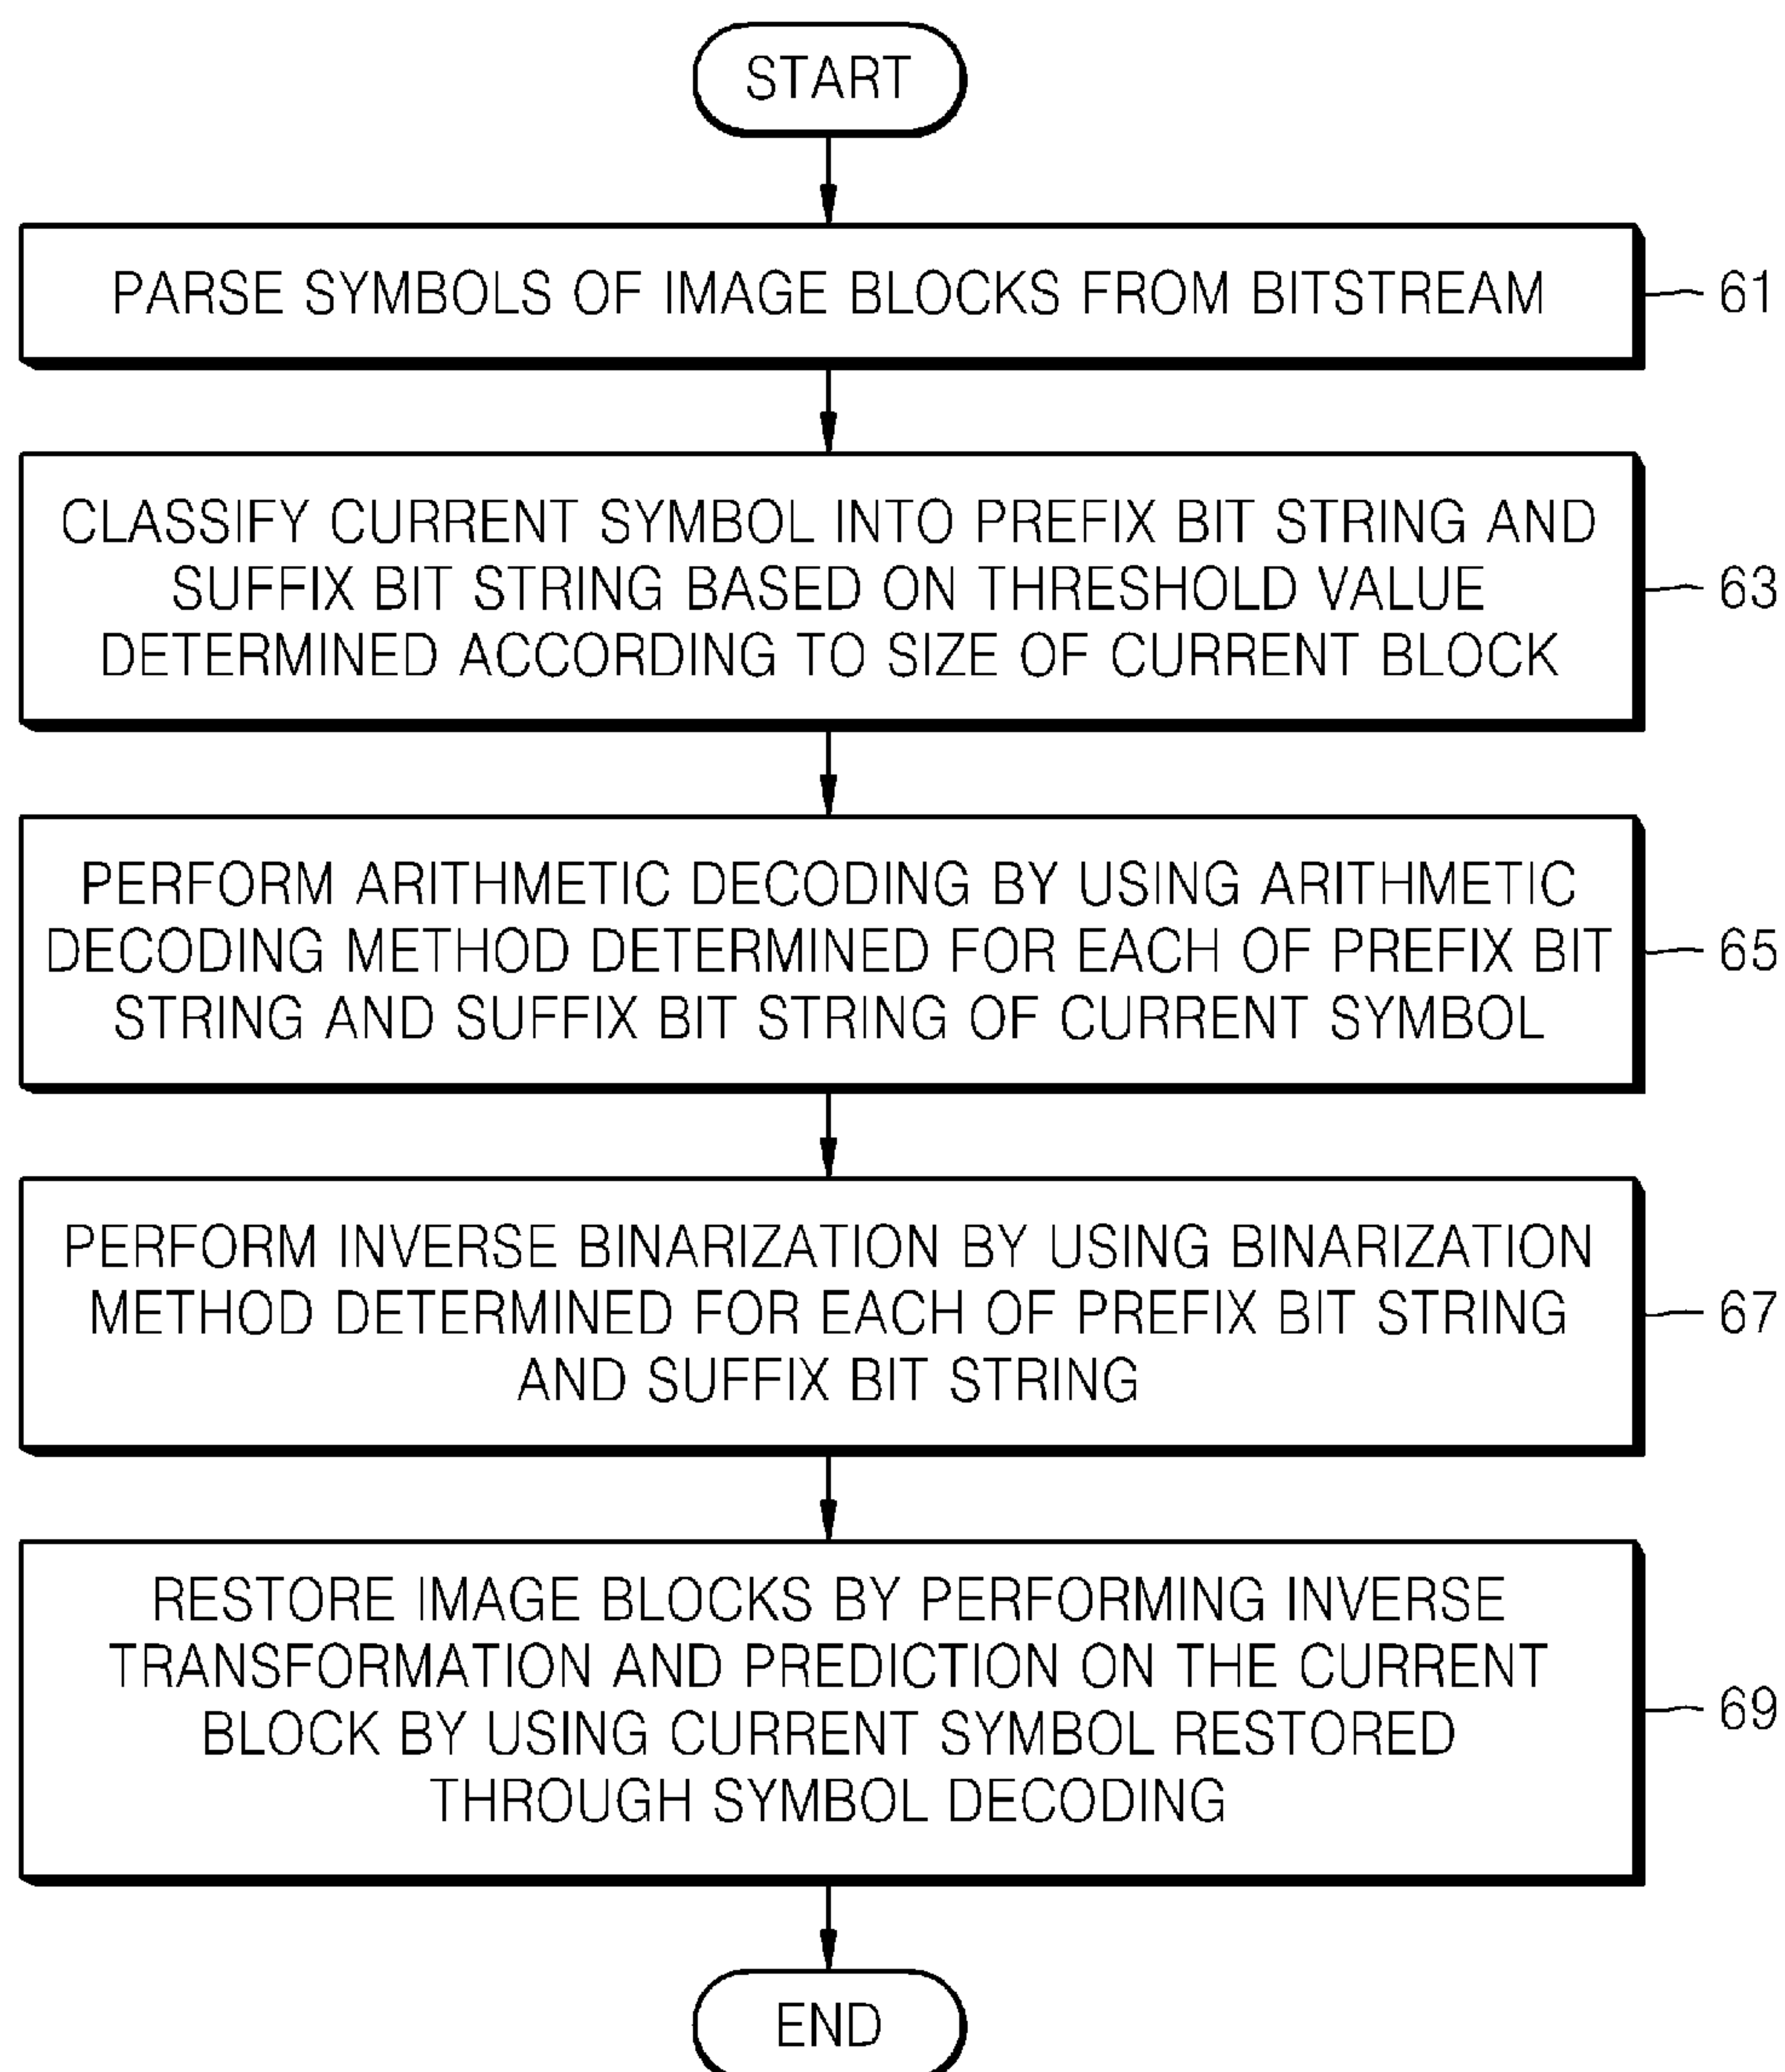 START
PARSE SYMBOLS OF IMAGE BLOCKS FROM BITSTREAM
61
CLASSIFY CURRENT SYMBOL INTO PREFIX BIT STRING AND
SUFFIX BIT STRING BASED ON THRESHOLD VALUE
DETERMINED ACCORDING TO SIZE OF CURRENT BLOCK
63
PERFORM ARITHMETIC DECODING BY USING ARITHMETIC
DECODING METHOD DETERMINED FOR EACH OF PREFIX BIT
STRING AND SUFFIX BIT STRING OF CURRENT SYMBOL
65
PERFORM INVERSE BINARIZATION BY USING BINARIZATION
METHOD DETERMINED FOR EACH OF PREFIX BIT STRING
AND SUFFIX BIT STRING
67
RESTORE IMAGE BLOCKS BY PERFORMING INVERSE
TRANSFORMATION AND PREDICTION ON THE CURRENT
BLOCK BY USING CURRENT SYMBOL RESTORED
THROUGH SYMBOL DECODING
69
END